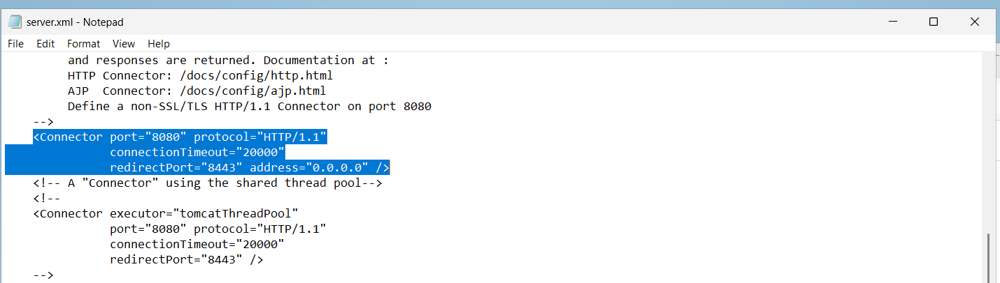 server.xml - Notepad
File Edit Format View Help
and responses are returned. Documentation at :
HTTP Connector: /docs/config/http.html
AJP  Connector: /docs/config/ajp.html
Define a non-SSL/TLS HTTP/1.1 Connector on port 8080
-->
<Connector port="8080" protocol="HTTP/1.1"
connectionTimeout="20000"
redirectPort="8443" address="0.0.0.0" />
<!-- A "Connector" using the shared thread pool-->
<!--
<Connector executor="tomcatThreadPool"
port="8080" protocol="HTTP/1.1"
connectionTimeout="20000"
redirectPort="8443" />
-->